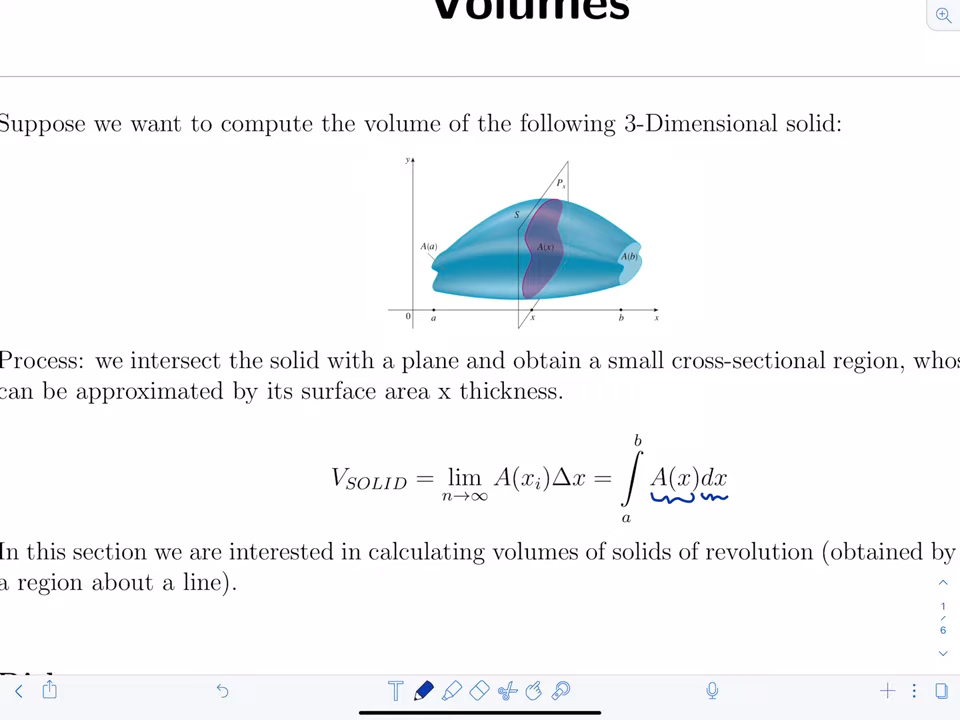 Volumes
Suppose we want to compute the volume of the following 3-Dimensional solid:
y
P_x
S
A(a)
A(x)
A(b)
0 a x b x
Process: we intersect the solid with a plane and obtain a small cross-sectional region, whos
can be approximated by its surface area x thickness.
V_{SOLID} = \lim_{n→∞} A(x_i)Δx = \int_a^b A(x)dx
In this section we are interested in calculating volumes of solids of revolution (obtained by
a region about a line).
1
/
6
T